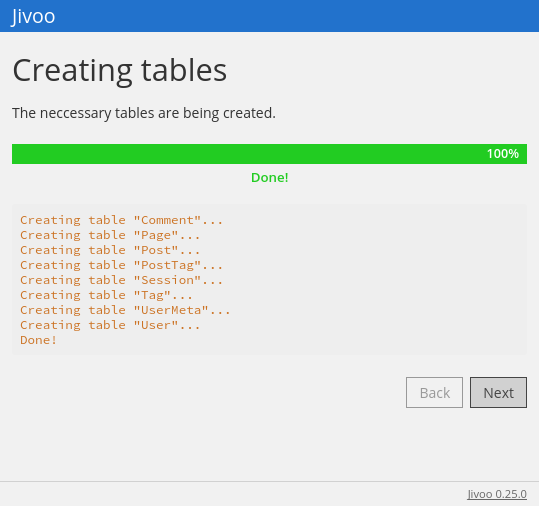 Jivoo
Creating tables
The neccessary tables are being created.
100%
Done!
Creating table "Comment"...
Creating table "Page"...
Creating table "Post"...
Creating table "PostTag"...
Creating table "Session"...
Creating table "Tag"...
Creating table "UserMeta"...
Creating table "User"...
Done!
Back Next
Jivoo 0.25.0